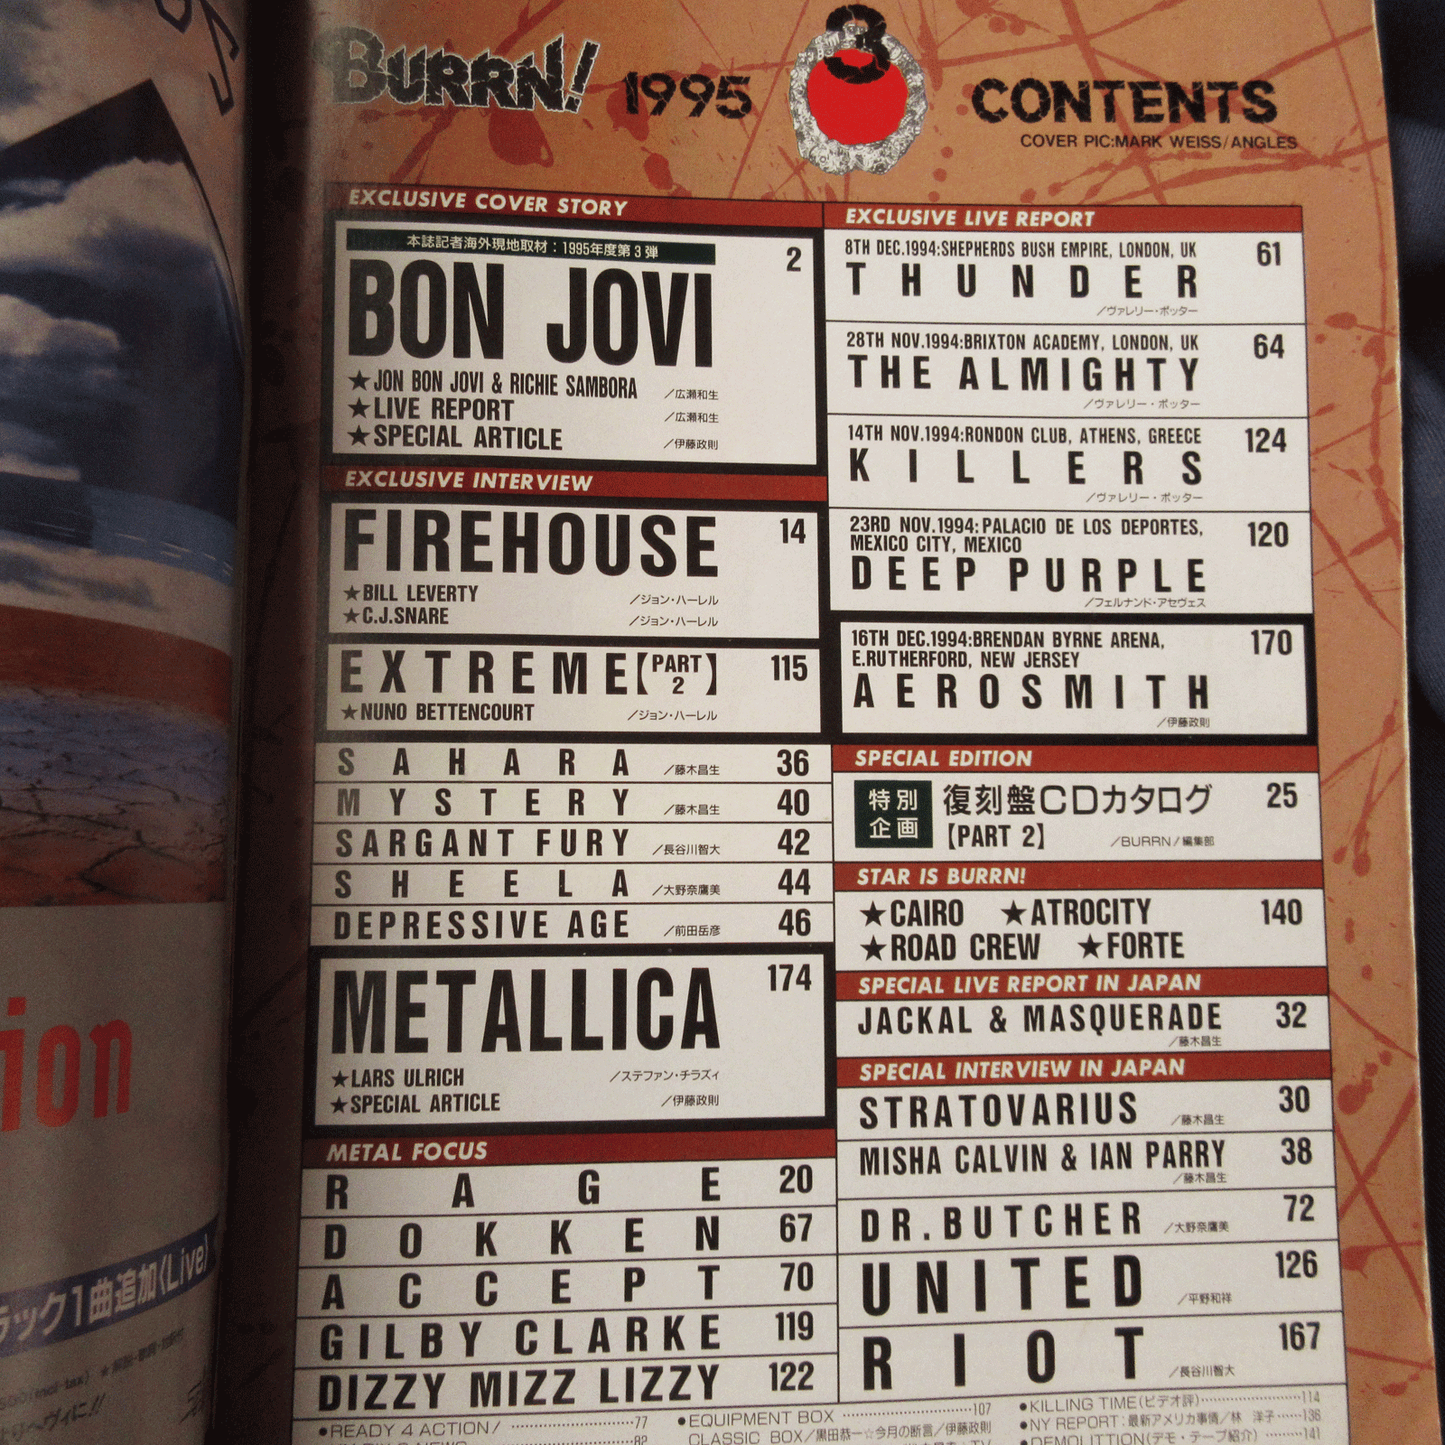 BURRN! 1995 3 CONTENTS
COVER PIC:MARK WEISS/ANGLES
EXCLUSIVE COVER STORY
本誌記者海外現地取材：1995年度第3弾
BON JOVI 2
★JON BON JOVI & RICHIE SAMBORA ／広瀬和生
★LIVE REPORT ／広瀬和生
★SPECIAL ARTICLE ／伊藤政則
EXCLUSIVE INTERVIEW
FIREHOUSE 14
★BILL LEVERTY ／ジョン・ハーレル
★C.J.SNARE ／ジョン・ハーレル
EXTREME【PART 2】 115
★NUNO BETTENCOURT ／ジョン・ハーレル
SAHARA ／藤木昌生 36
MYSTERY ／藤木昌生 40
SARGANT FURY ／長谷川智大 42
SHEELA ／大野奈鷹美 44
DEPRESSIVE AGE ／前田岳彦 46
METALLICA 174
★LARS ULRICH ／ステファン・チラズィ
★SPECIAL ARTICLE ／伊藤政則
METAL FOCUS
RAGE 20
DOKKEN 67
ACCEPT 70
GILBY CLARKE 119
DIZZY MIZZ LIZZY 122
EXCLUSIVE LIVE REPORT
8TH DEC.1994:SHEPHERDS BUSH EMPIRE, LONDON, UK 61
THUNDER
／ヴァレリー・ポッター
28TH NOV.1994:BRIXTON ACADEMY, LONDON, UK 64
THE ALMIGHTY
／ヴァレリー・ポッター
14TH NOV.1994:RONDON CLUB, ATHENS, GREECE 124
KILLERS
／ヴァレリー・ポッター
23RD NOV.1994:PALACIO DE LOS DEPORTES, 120
MEXICO CITY, MEXICO
DEEP PURPLE
／フェルナンド・アセヴェス
16TH DEC.1994:BRENDAN BYRNE ARENA, 170
E.RUTHERFORD, NEW JERSEY
AEROSMITH
／伊藤政則
SPECIAL EDITION
特別企画 復刻盤CDカタログ 25
【PART 2】 ／BURRN／編集部
STAR IS BURRN!
★CAIRO ★ATROCITY 140
★ROAD CREW ★FORTE
SPECIAL LIVE REPORT IN JAPAN
JACKAL & MASQUERADE 32
／藤木昌生
SPECIAL INTERVIEW IN JAPAN
STRATOVARIUS ／藤木昌生 30
MISHA CALVIN & IAN PARRY 38
／藤木昌生
DR.BUTCHER ／大野奈鷹美 72
UNITED ／平野和祥 126
RIOT ／長谷川智大 167
●READY 4 ACTION/ 77
82
●EQUIPMENT BOX 107
CLASSIC BOX／黒田恭一☆今月の断言／伊藤政則
●KILLING TIME(ビデオ評) 114
●NY REPORT：最新アメリカ事情／林 洋子 136
●DEMOLITTION(デモ・テープ紹介) 141
ion
ラック1曲追加〈Live〉